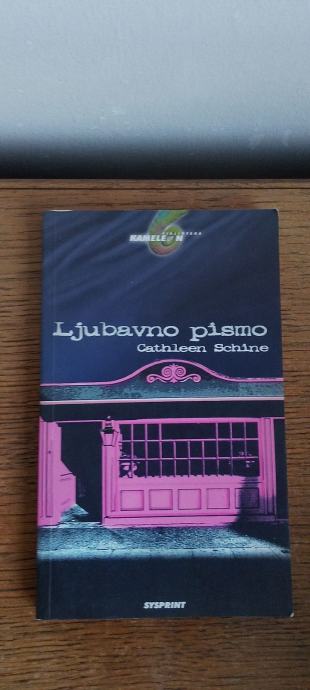 BIBLIOTEKA
KAMELEON
Ljubavno pismo
Cathleen Schine
SYSPRINT